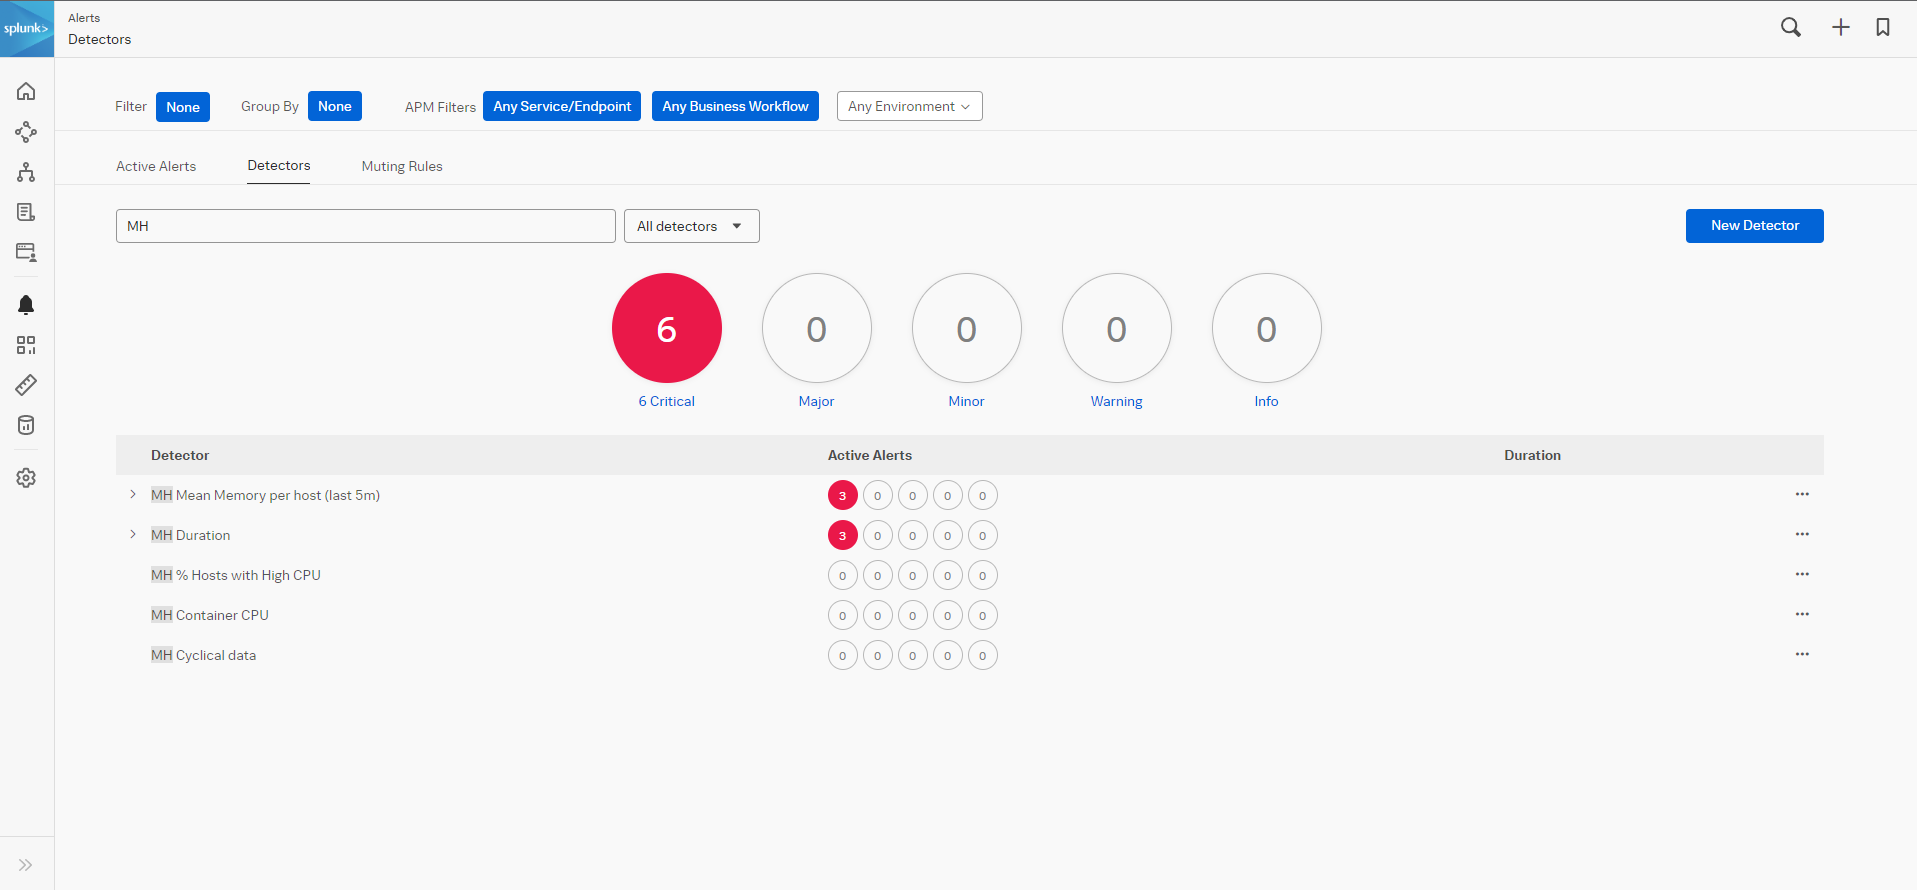 splunk>
Alerts
Detectors
Filter None Group By None APM Filters Any Service/Endpoint Any Business Workflow Any Environment
Active Alerts Detectors Muting Rules
MH All detectors New Detector
6 0 0 0 0
6 Critical Major Minor Warning Info
Detector Active Alerts Duration
MH Mean Memory per host (last 5m) 3 0 0 0 0
MH Duration 3 0 0 0 0
MH % Hosts with High CPU 0 0 0 0 0
MH Container CPU 0 0 0 0 0
MH Cyclical data 0 0 0 0 0